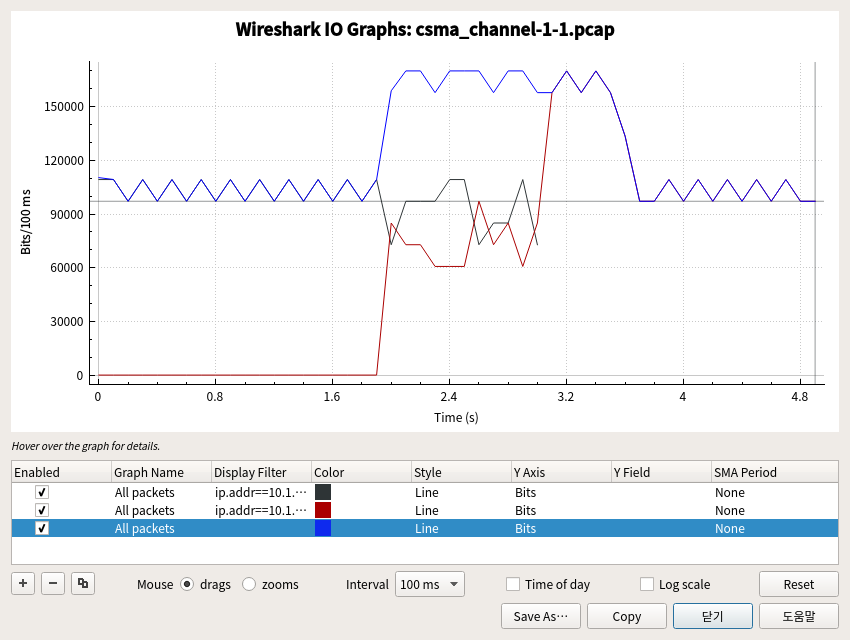 Wireshark IO Graphs: csma_channel-1-1.pcap
Bits/100 ms
150000
120000
90000
60000
30000
0
0 0.8 1.6 2.4 3.2 4 4.8
Time (s)
Hover over the graph for details.
Enabled Graph Name Display Filter Color Style Y Axis Y Field SMA Period
All packets ip.addr==10.1.⋯ Line Bits None
All packets ip.addr==10.1.⋯ Line Bits None
All packets Line Bits None
+ − Mouse drags zooms Interval 100 ms Time of day Log scale Reset
Save As⋯ Copy 닫기 도움말